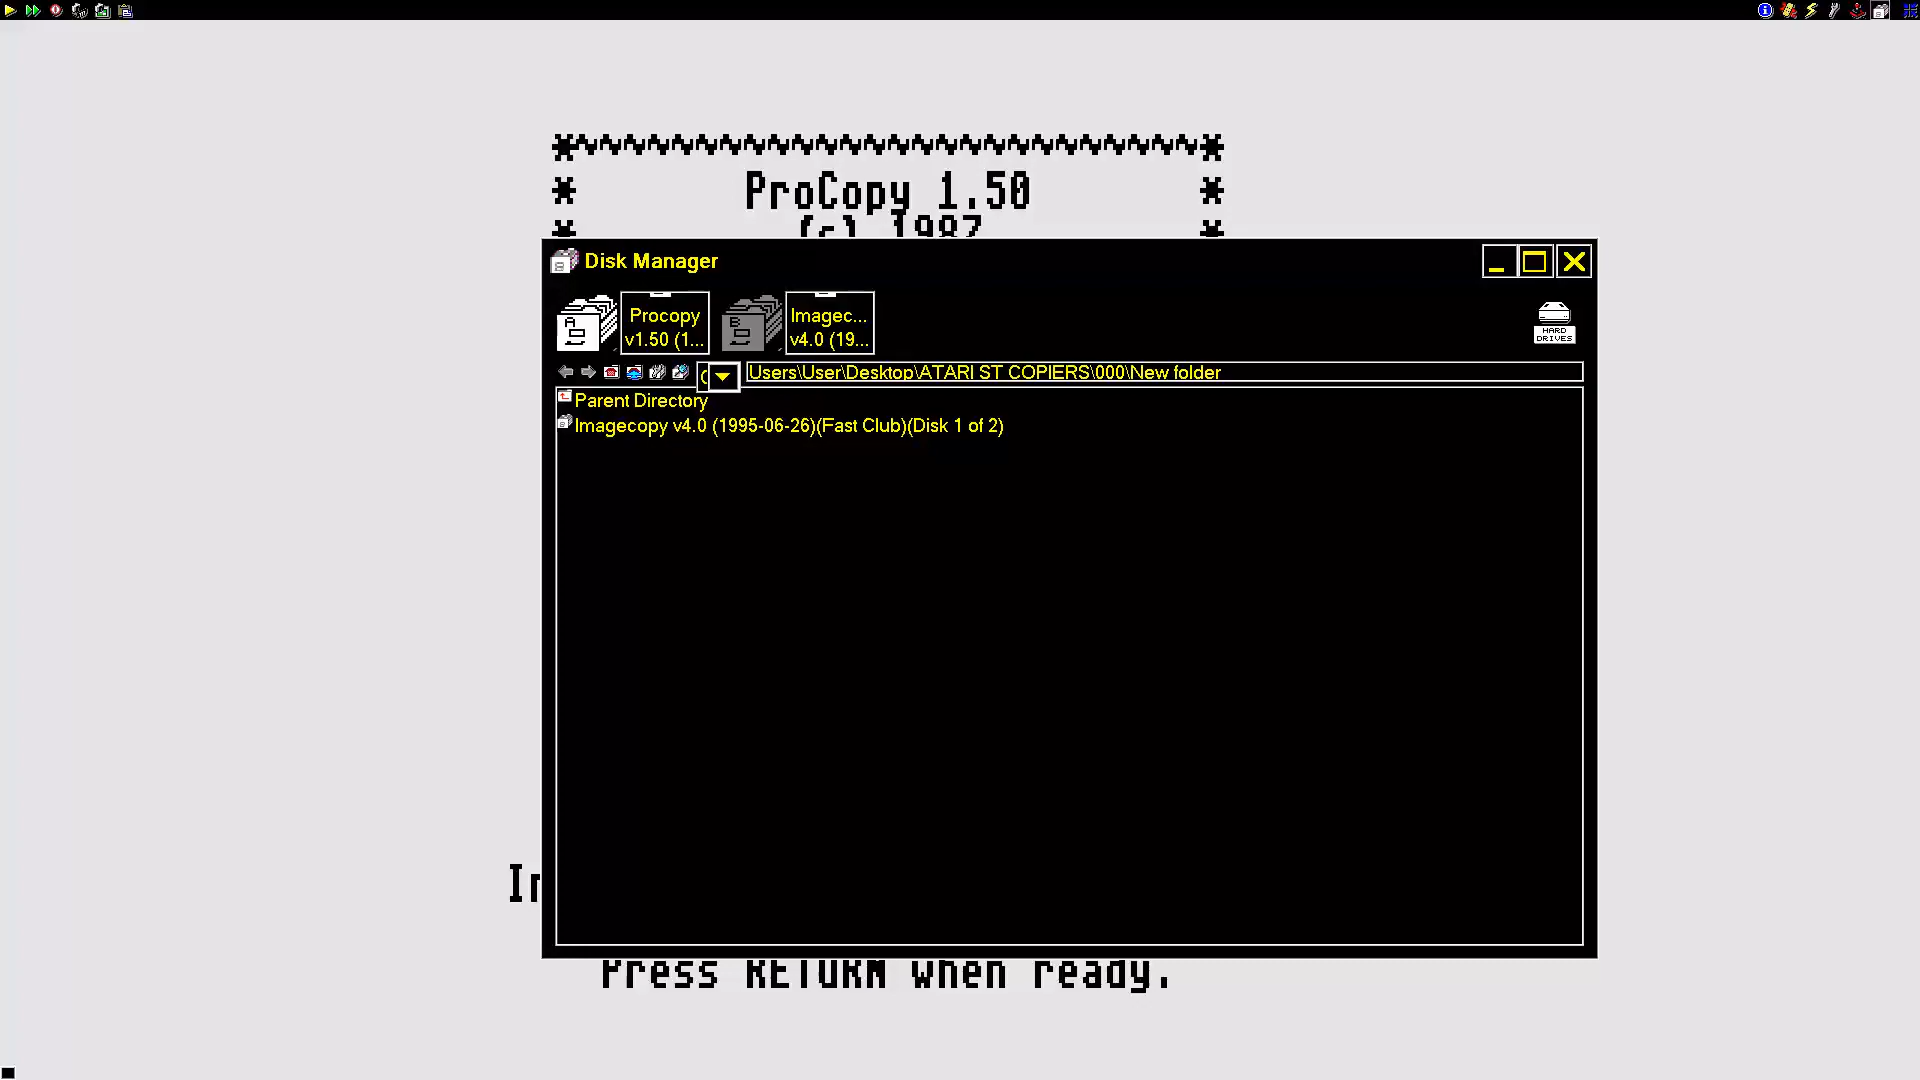 *~~~~~~~~~~~~~~~~~~~~~~~~~~*
* ProCopy 1.50 *
* (c) 1987 *
Disk Manager
A
Procopy
v1.50 (1...
B
Imagec...
v4.0 (19...
HARD
DRIVES
Users\User\Desktop\ATARI ST COPIERS\000\New folder
Parent Directory
Imagecopy v4.0 (1995-06-26)(Fast Club)(Disk 1 of 2)
Press RETURN when ready.